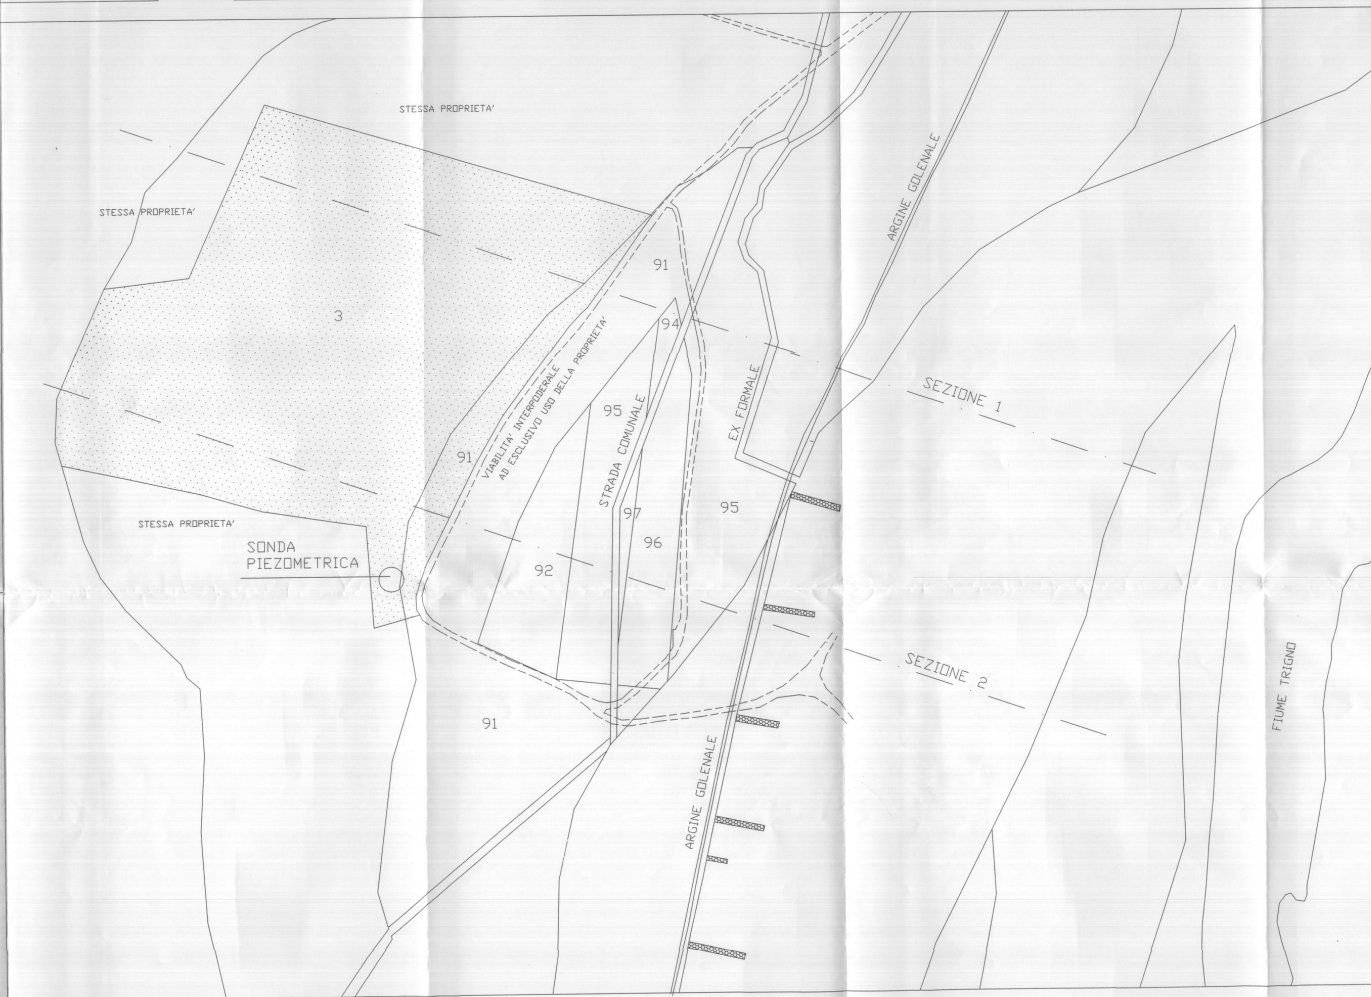 STESSA PROPRIETA'
ARGINE GOLENALE
STESSA PROPRIETA'
91
3
94
VIABILITA' INTERPODERALE
AD ESCLUSIVO USO DELLA PROPRIETA'
EX FORMALE
SEZIONE 1
95
STRADA COMUNALE
91
97
95
STESSA PROPRIETA'
SONDA
PIEZOMETRICA
96
92
SEZIONE 2
FIUME TRIGNO
91
ARGINE GOLENALE